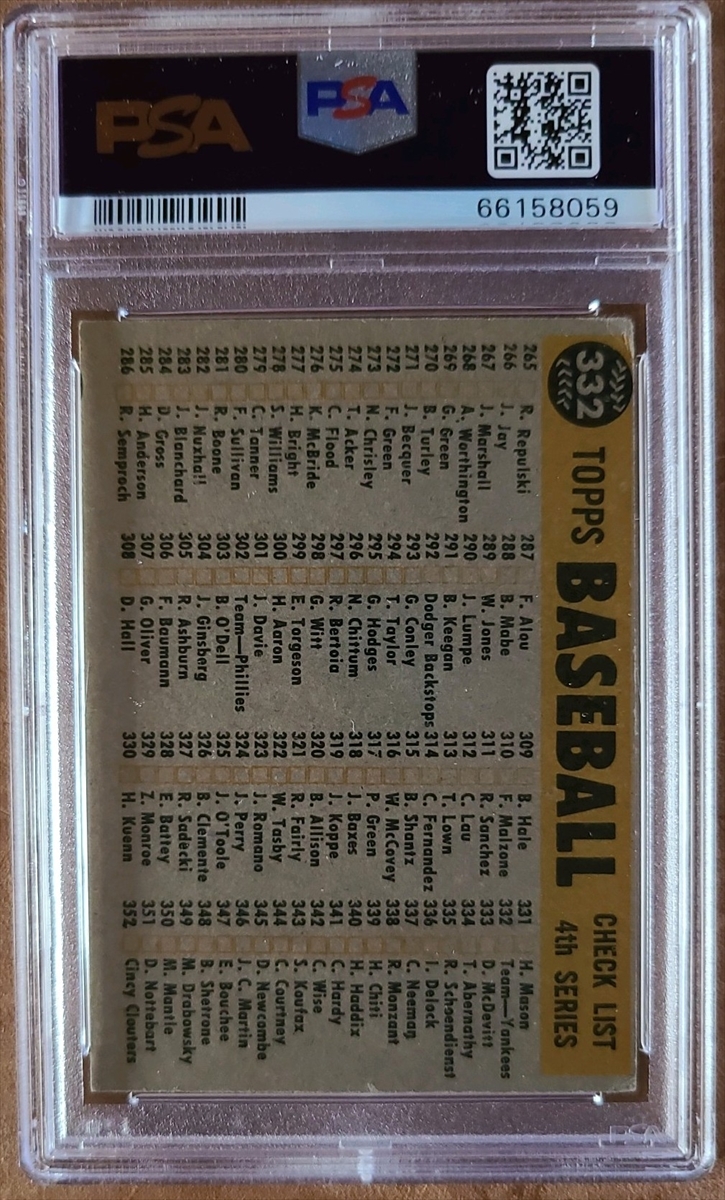 PSA
PSA
66158059
332
TOPPS BASEBALL CHECK LIST
4th SERIES
265 R. Repulski
266 J. Jay
267 J. Marshall
268 A. Worthington
269 G. Green
270 B. Turley
271 J. Becquer
272 F. Green
273 N. Chrisley
274 T. Acker
275 C. Flood
276 K. McBride
277 H. Bright
278 S. Williams
279 C. Tanner
280 F. Sullivan
281 R. Boone
282 J. Nuxhall
283 J. Blanchard
284 D. Gross
285 H. Anderson
286 R. Semproch
287 F. Alou
288 B. Mabe
289 W. Jones
290 J. Lumpe
291 B. Keegan
292 Dodger Backstops
293 G. Conley
294 T. Taylor
295 G. Hodges
296 N. Chittum
297 R. Bertoia
298 G. Witt
299 E. Torgeson
300 H. Aaron
301 J. Davie
302 Team—Phillies
303 B. O'Dell
304 J. Ginsberg
305 R. Ashburn
306 F. Baumann
307 G. Oliver
308 D. Hall
309 B. Hale
310 F. Malzone
311 R. Sanchez
312 C. Lau
313 T. Lown
314 C. Fernandez
315 B. Shantz
316 W. McCovey
317 P. Green
318 J. Baxes
319 J. Koppe
320 B. Allison
321 R. Fairly
322 W. Tasby
323 J. Romano
324 J. Perry
325 J. O'Toole
326 B. Clemente
327 R. Sadecki
328 E. Battey
329 Z. Monroe
330 H. Kuenn
331 H. Mason
332 Team—Yankees
333 D. McDevitt
334 T. Abernathy
335 R. Schoendienst
336 I. Delock
337 C. Neeman
338 R. Monzant
339 H. Chiti
340 H. Haddix
341 C. Hardy
342 C. Wise
343 S. Koufax
344 C. Courtney
345 D. Newcombe
346 J. C. Martin
347 E. Bouchee
348 B. Shetrone
349 M. Drabowsky
350 M. Mantle
351 D. Nottebart
352 Cincy Clouters